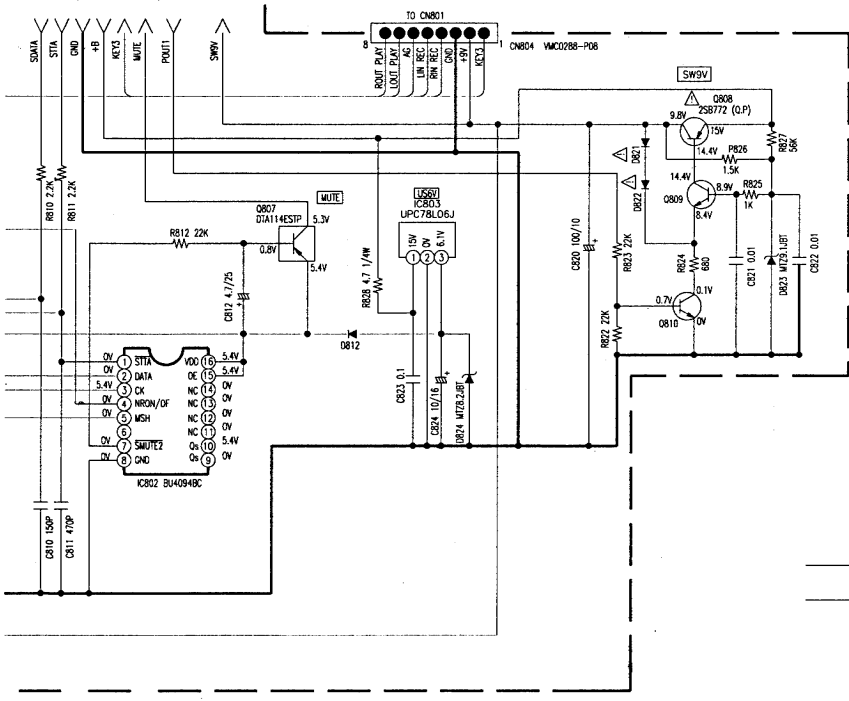 TO CN801
SDATA
STTA
GND
+B
KEY3
MUTE
POUT1
SW9V
8
ROUT PLAY
LOUT PLAY
AG
LIN REC
RIN REC
GND
+9V
KEY3
1
CN804 VMC0288-P08
SW9V
Q808
2SB772 (Q.P)
9.8V
15V
R827 56K
D821
14.4V
R826
1.5K
D822
14.4V
8.9V
R825
1K
Q809
8.4V
R810 2.2K
R811 2.2K
MUTE
Q807
DTA114ESTP
5.3V
US6V
IC803
UPC78L06J
15V
0V
6.1V
1
2
3
R812 22K
0.8V
5.4V
C820 100/10
+
R823 22K
R824
680
C821 0.01
D823 MTZ9.1JBT
C822 0.01
C812 4.7/25
+
R828 4.7 1/4W
0.7V
0.1V
Q810
0V
R822 22K
D812
C823 0.1
C824 10/16
+
D824 MTZ8.2JBT
0V 1 STTA VDD 16 5.4V
0V 2 DATA OE 15 5.4V
5.4V 3 CK NC 14 0V
0V 4 NRON/DF NC 13 0V
0V 5 MSH NC 12 0V
6 NC 11 0V
0V 7 SMUTE2 Qs 10 5.4V
0V 8 GND Qs 9 0V
IC802 BU4094BC
C810 150P
C811 470P